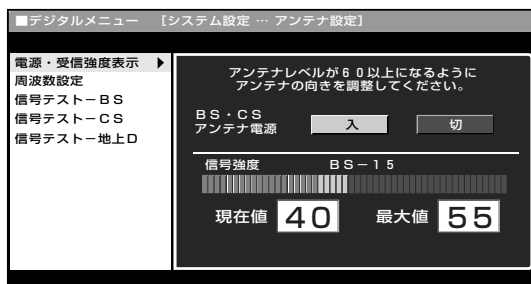 ■デジタルメニュー [システム設定 … アンテナ設定]
電源・受信強度表示 ▶
周波数設定
信号テストーBS
信号テストーCS
信号テストー地上D
アンテナレベルが60以上になるように
アンテナの向きを調整してください。
BS・CS
アンテナ電源 入 切
信号強度 BS-15
現在値 40 最大値 55